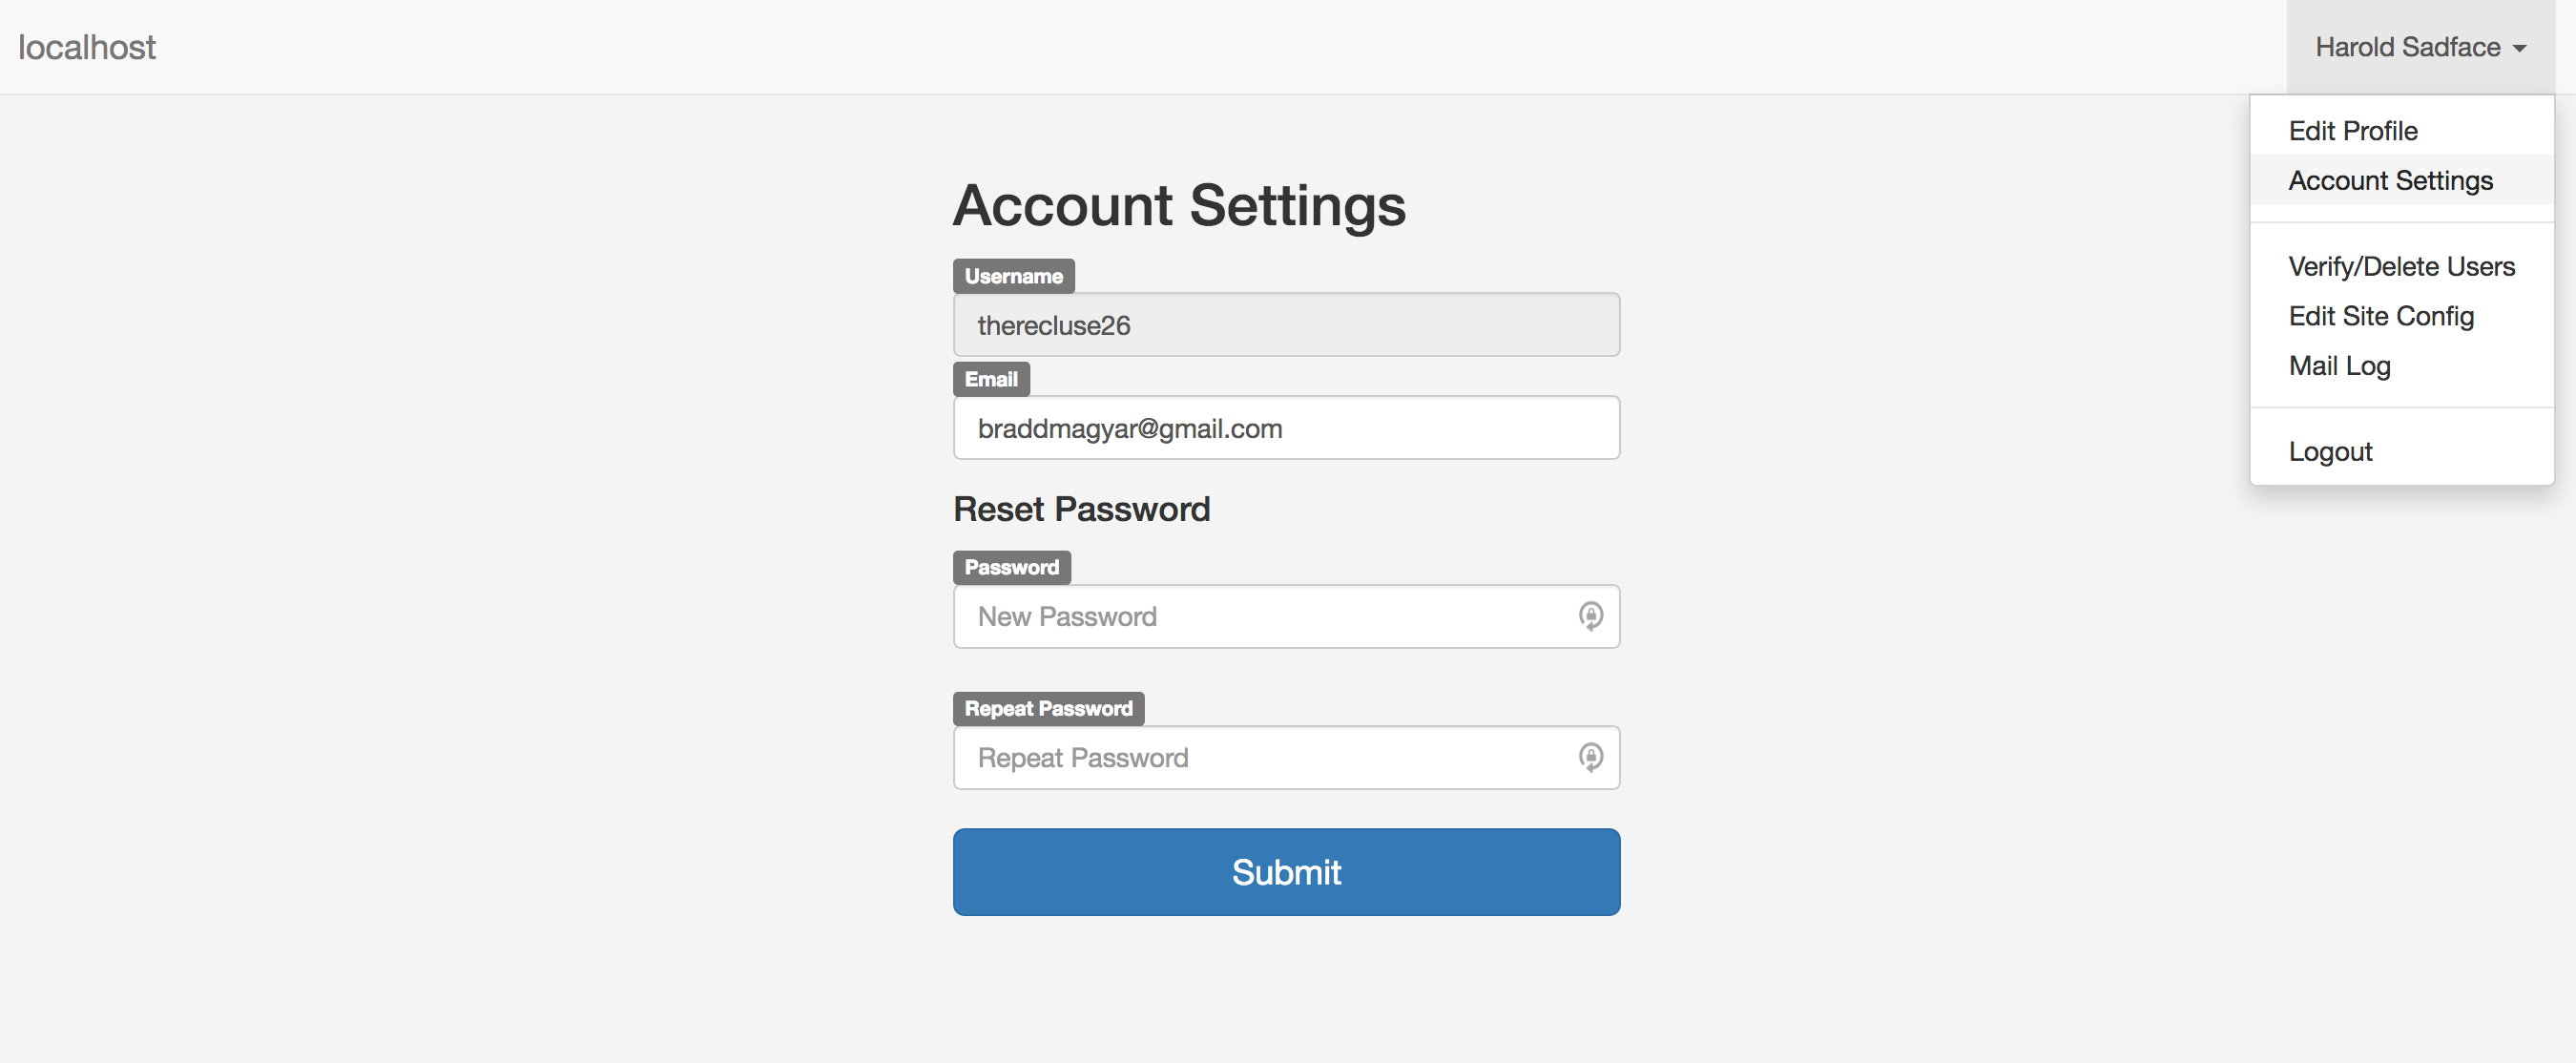 localhost
Harold Sadface
Edit Profile
Account Settings
Verify/Delete Users
Edit Site Config
Mail Log
Logout
Account Settings
Username
therecluse26
Email
braddmagyar@gmail.com
Reset Password
Password
New Password
Repeat Password
Repeat Password
Submit